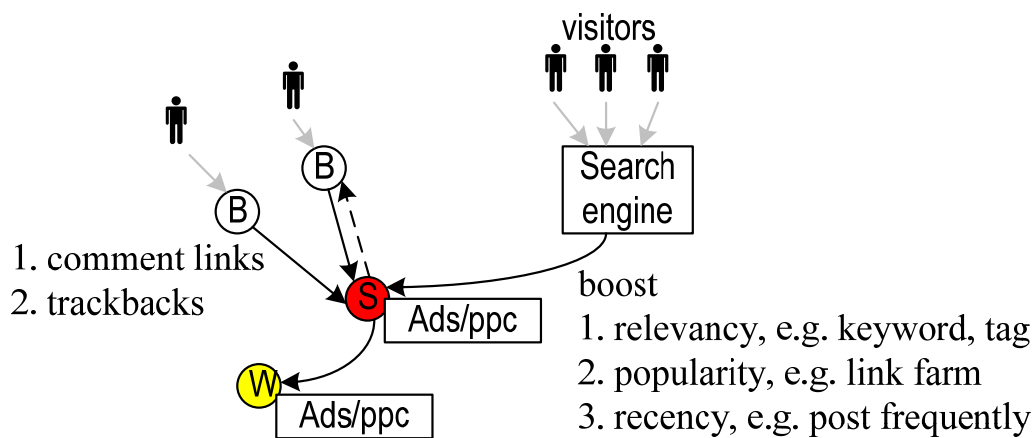 visitors
B
B
Search
engine
1. comment links
2. trackbacks
S
Ads/ppc
W
Ads/ppc
boost
1. relevancy, e.g. keyword, tag
2. popularity, e.g. link farm
3. recency, e.g. post frequently